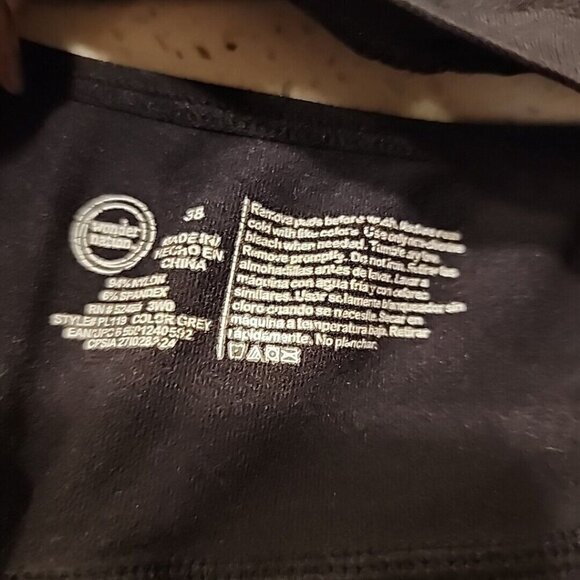 wonder
nation
38
MADE IN/
HECHO EN
CHINA
94% NYLON
6% SPANDEX
RN # 52469
STYLE# PL119 COLOR GREY
EAN/UPC
Remove pads before wash.
cold with like colors. Use only non-chlorine
bleach when needed. Tumble dry low.
Remove promptly. Do not iron.
almohadillas antes de lavar. Lavar a
máquina con agua fría y con colores
similares. Usar solamente blanqueador sin
cloro cuando se necesite. Secar en
máquina a temperatura baja. Retirar
rápidamente. No planchar.